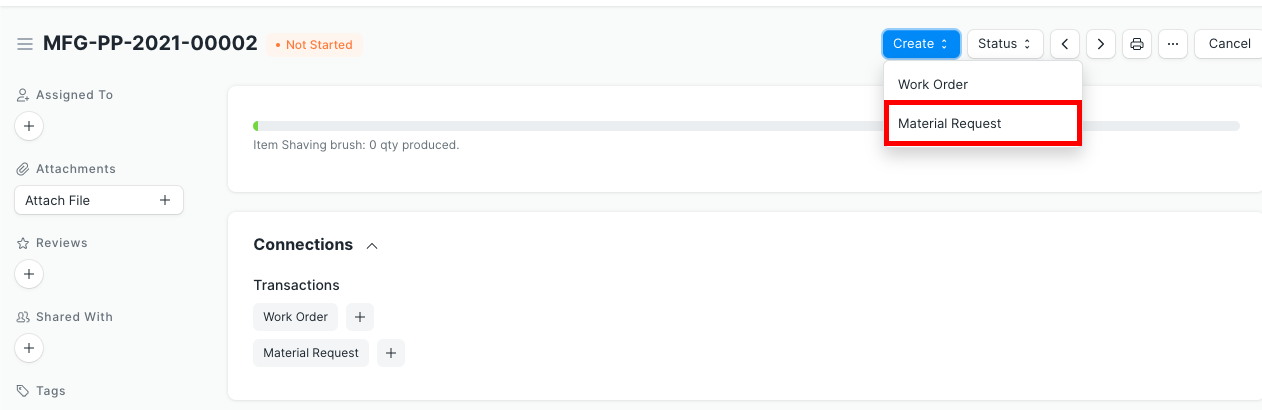 MFG-PP-2021-00002 • Not Started Create Status ... Cancel
Work Order
Material Request
Assigned To
Attachments
Attach File
Reviews
Shared With
Tags
Item Shaving brush: 0 qty produced.
Connections
Transactions
Work Order
Material Request